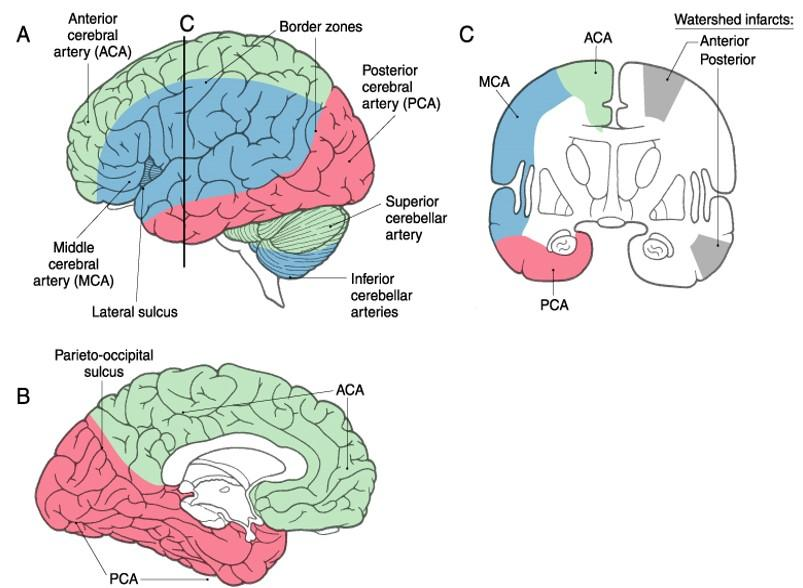 A
Anterior
cerebral
artery (ACA)
C
Border zones
Posterior
cerebral
artery (PCA)
Superior
cerebellar
artery
Middle
cerebral
artery (MCA)
Lateral sulcus
Inferior
cerebellar
arteries
C
Watershed infarcts:
ACA
Anterior
Posterior
MCA
PCA
B
Parieto-occipital
sulcus
ACA
PCA